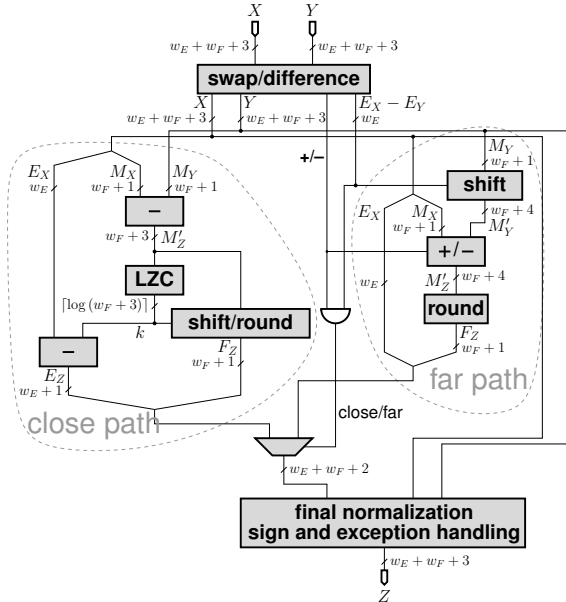 X Y
w_E + w_F + 3 w_E + w_F + 3
swap/difference
X Y E_X − E_Y
w_E + w_F + 3 w_E + w_F + 3 w_E
+/−
E_X M_X M_Y
w_E w_F + 1 w_F + 1
−
w_F + 3 M′_Z
LZC
⌈log (w_F + 3)⌉
k
shift/round
−
E_Z
w_E + 1
F_Z
w_F + 1
close path
M_Y
w_F + 1
shift
w_F + 4
M′_Y
E_X M_X
w_F + 1
+/−
w_E
M′_Z w_F + 4
round
F_Z
w_F + 1
far path
close/far
w_E + w_F + 2
final normalization
sign and exception handling
w_E + w_F + 3
Z